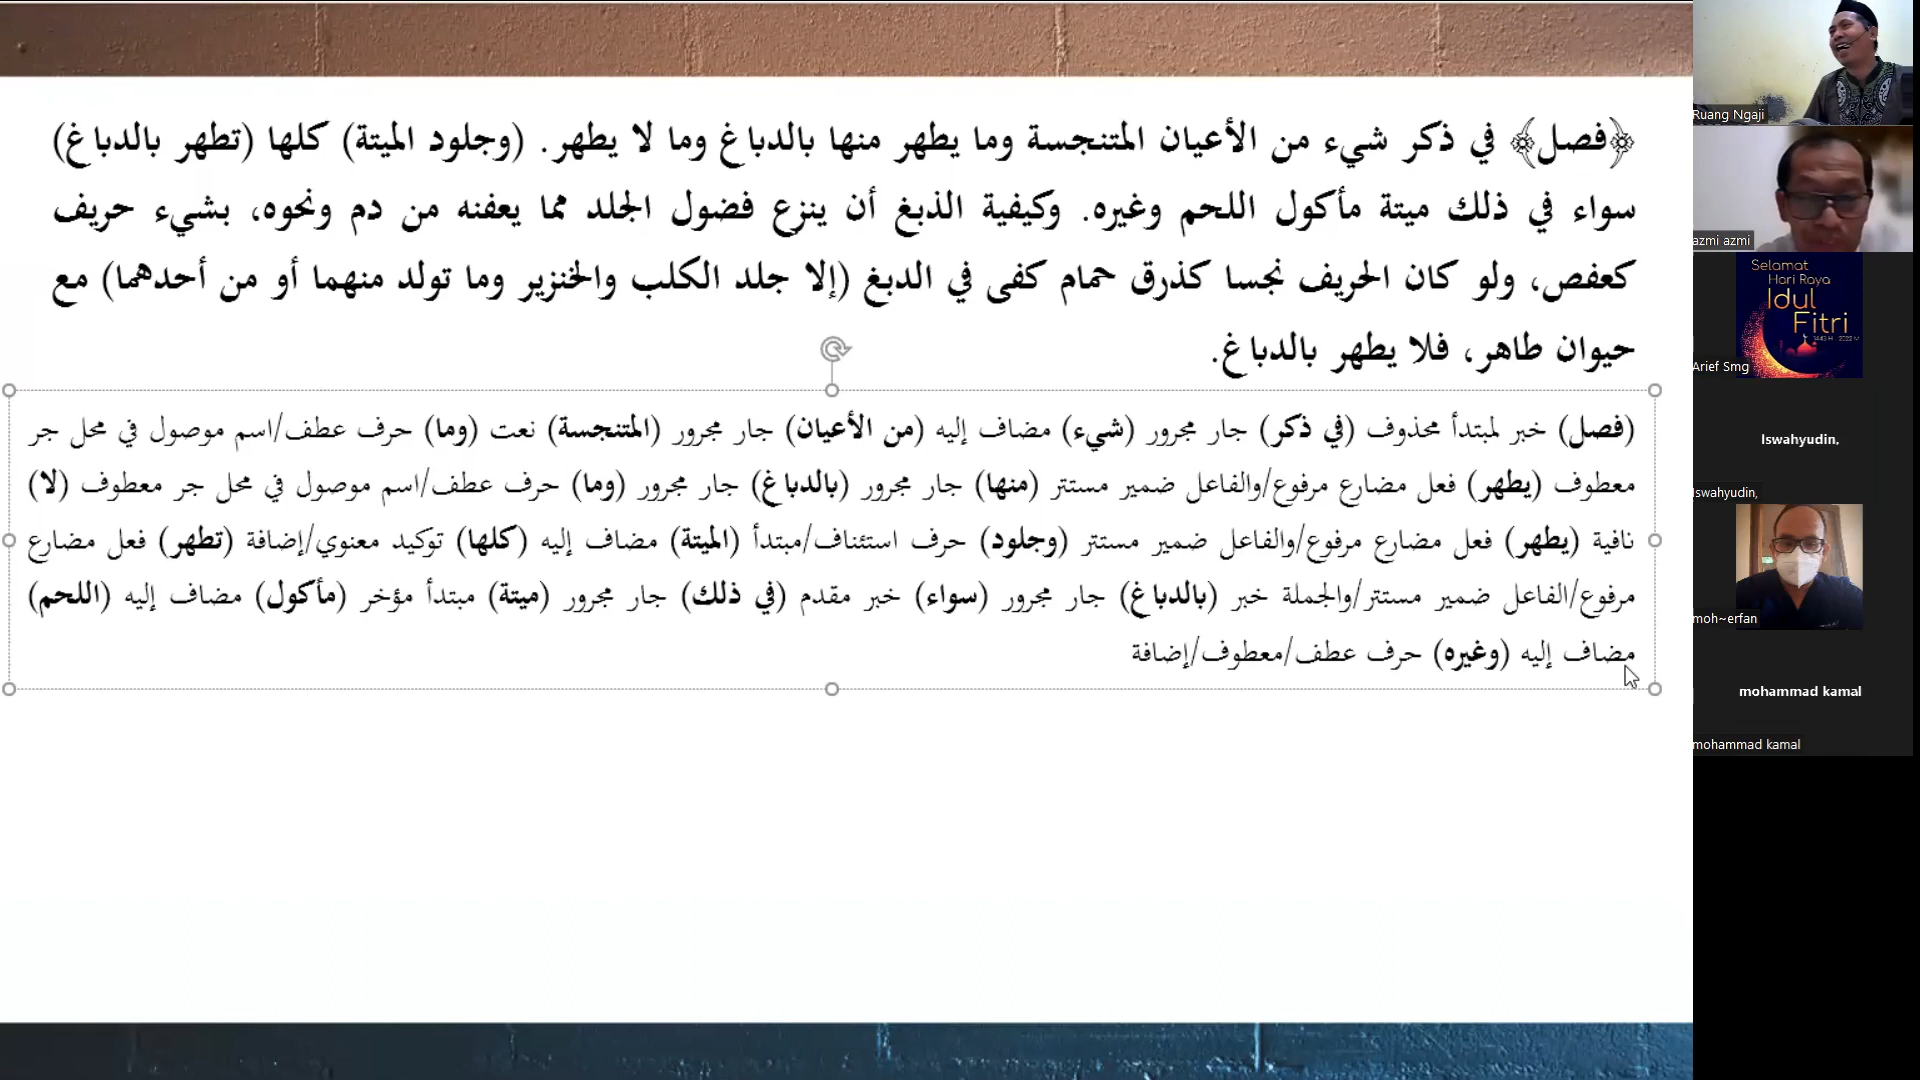 ﴿فصل﴾ في ذكر شيء من الأعيان المتنجسة وما يطهر منها بالدباغ وما لا يطهر. (وجلود الميتة) كلها (تطهر بالدباغ)
سواء في ذلك ميتة مأكول اللحم وغيره. وكيفية الذبغ أن ينزع فضول الجلد مما يعفنه من دم ونحوه، بشيء حريف
كعفص، ولو كان الحريف نجسا كذرق حمام كفى في الدبغ (إلا جلد الكلب والخنزير وما تولد منهما أو من أحدهما) مع
حيوان طاهر، فلا يطهر بالدباغ.
(فصل) خبر لمبتدأ محذوف (في ذكر) جار مجرور (شيء) مضاف إليه (من الأعيان) جار مجرور (المتنجسة) نعت (وما) حرف عطف/اسم موصول في محل جر
معطوف (يطهر) فعل مضارع مرفوع/والفاعل ضمير مستتر (منها) جار مجرور (بالدباغ) جار مجرور (وما) حرف عطف/اسم موصول في محل جر معطوف (لا)
نافية (يطهر) فعل مضارع مرفوع/والفاعل ضمير مستتر (وجلود) حرف استئناف/مبتدأ (الميتة) مضاف إليه (كلها) توكيد معنوي/إضافة (تطهر) فعل مضارع
مرفوع/الفاعل ضمير مستتر/والجملة خبر (بالدباغ) جار مجرور (سواء) خبر مقدم (في ذلك) جار مجرور (ميتة) مبتدأ مؤخر (مأكول) مضاف إليه (اللحم)
مضاف إليه (وغيره) حرف عطف/معطوف/إضافة
Ruang Ngaji
azmi azmi
Selamat
Hari Raya
Idul
Fitri
1443 H - 2022 M
Arief Smg
Iswahyudin,
Iswahyudin,
moh~erfan
mohammad kamal
mohammad kamal